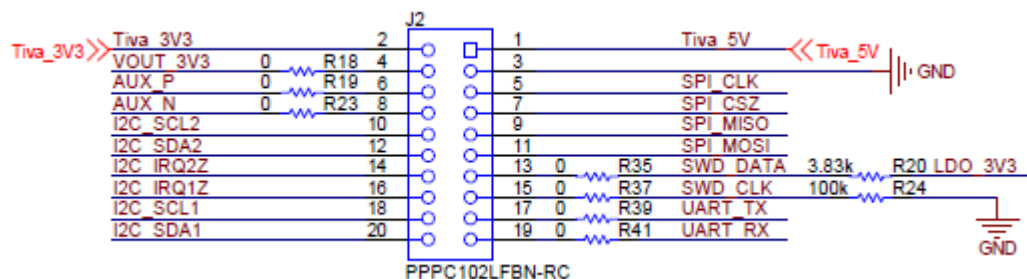 J2
Tiva_3V3 Tiva_3V3 2 1 Tiva_5V Tiva_5V
VOUT_3V3 0 R18 4 3 GND
AUX_P 0 R19 6 5 SPI_CLK
AUX_N 0 R23 8 7 SPI_CSZ
I2C_SCL2 10 9 SPI_MISO
I2C_SDA2 12 11 SPI_MOSI
I2C_IRQ2Z 14 13 0 R35 SWD_DATA 3.83k R20 LDO_3V3
I2C_IRQ1Z 16 15 0 R37 SWD_CLK 100k R24
I2C_SCL1 18 17 0 R39 UART_TX
I2C_SDA1 20 19 0 R41 UART_RX
GND
PPPC102LFBN-RC